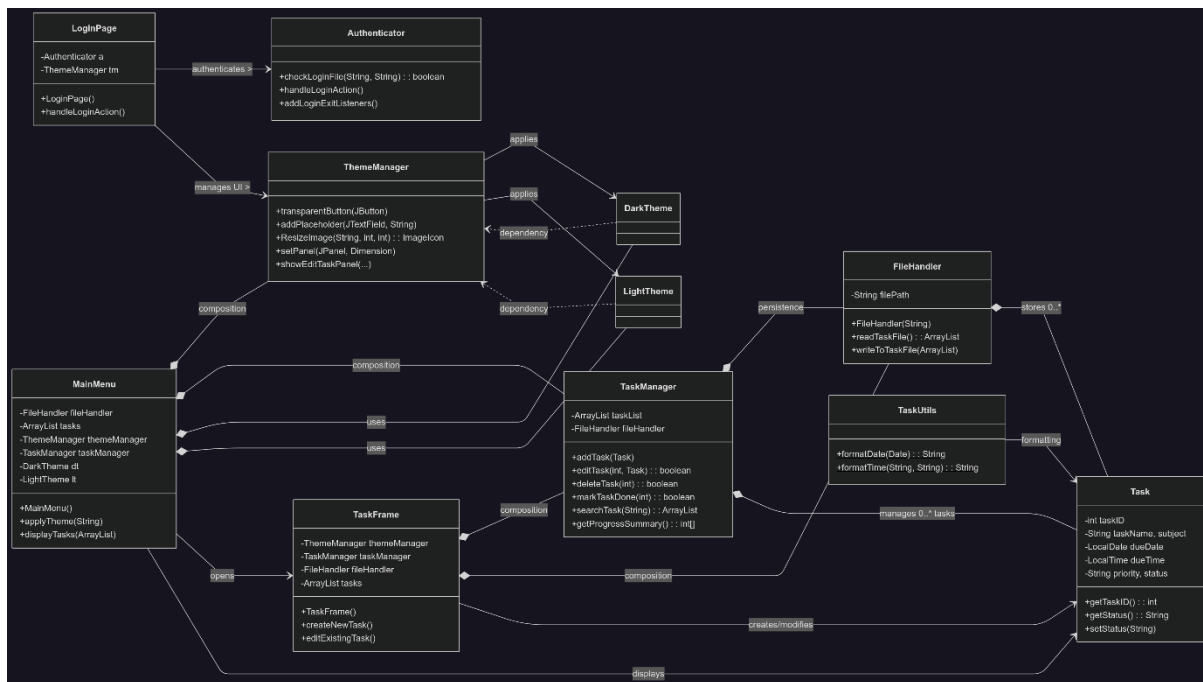 LogInPage
-Authenticator a
-ThemeManager tm
+LoginPage()
+handleLoginAction()
authenticates >
Authenticator
+checkLoginFile(String, String) : : boolean
+handleLoginAction()
+addLoginExitListeners()
manages UI >
ThemeManager
+transparentButton(JButton)
+addPlaceholder(JTextField, String)
+ResizeImage(String, int, int) : : ImageIcon
+setPanel(JPanel, Dimension)
+showEditTaskPanel(...)
applies
applies
DarkTheme
dependency
LightTheme
dependency
composition
MainMenu
-FileHandler fileHandler
-ArrayList tasks
-ThemeManager themeManager
-TaskManager taskManager
-DarkTheme dt
-LightTheme lt
+MainMenu()
+applyTheme(String)
+displayTasks(ArrayList)
composition
uses
uses
opens
TaskFrame
-ThemeManager themeManager
-TaskManager taskManager
-FileHandler fileHandler
-ArrayList tasks
+TaskFrame()
+createNewTask()
+editExistingTask()
composition
TaskManager
-ArrayList taskList
-FileHandler fileHandler
+addTask(Task)
+editTask(int, Task) : : boolean
+deleteTask(int) : : boolean
+markTaskDone(int) : : boolean
+searchTask(String) : : ArrayList
+getProgressSummary() : : int[]
persistence
FileHandler
-String filePath
+FileHandler(String)
+readTaskFile() : : ArrayList
+writeToTaskFile(ArrayList)
stores 0..*
TaskUtils
+formatDate(Date) : : String
+formatTime(String, String) : : String
formatting
manages 0..* tasks
composition
creates/modifies
displays
Task
-int taskID
-String taskName, subject
-LocalDate dueDate
-LocalTime dueTime
-String priority, status
+getTaskID() : : int
+getStatus() : : String
+setStatus(String)